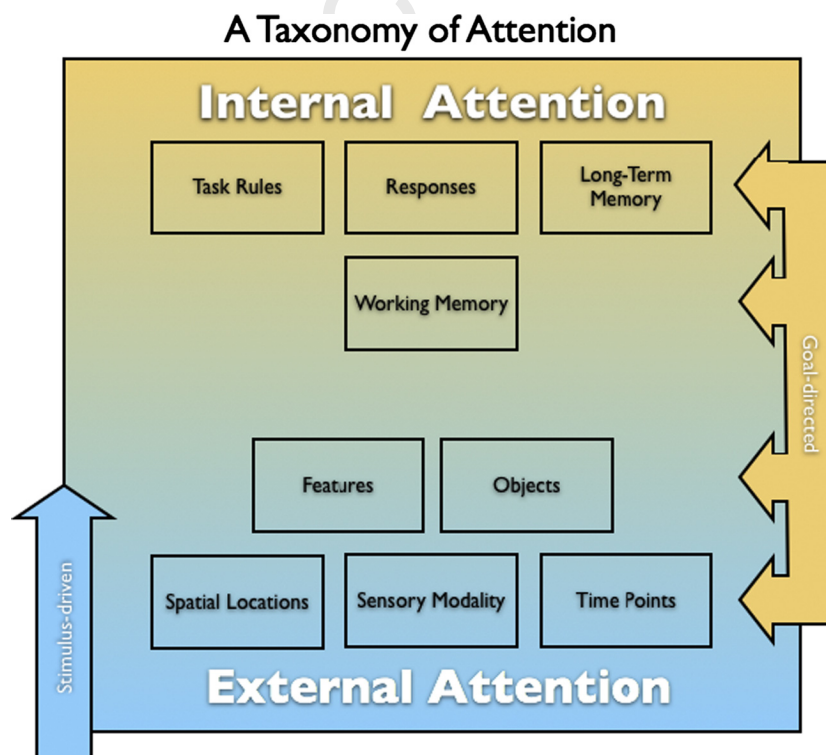 A Taxonomy of Attention
Internal Attention
Task Rules
Responses
Long-Term
Memory
Working Memory
Goal-directed
Features
Objects
Stimulus-driven
Spatial Locations
Sensory Modality
Time Points
External Attention